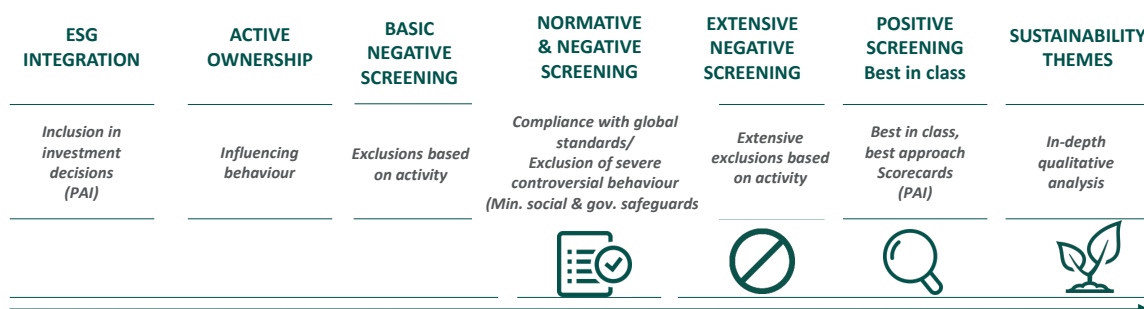 ESG
INTEGRATION
ACTIVE
OWNERSHIP
BASIC
NEGATIVE
SCREENING
NORMATIVE
& NEGATIVE
SCREENING
EXTENSIVE
NEGATIVE
SCREENING
POSITIVE
SCREENING
Best in class
SUSTAINABILITY
THEMES
Inclusion in
investment
decisions
(PAI)
Influencing
behaviour
Exclusions based
on activity
Compliance with global
standards/
Exclusion of severe
controversial behaviour
(Min. social & gov. safeguards
Extensive
exclusions based
on activity
Best in class,
best approach
Scorecards
(PAI)
In-depth
qualitative
analysis